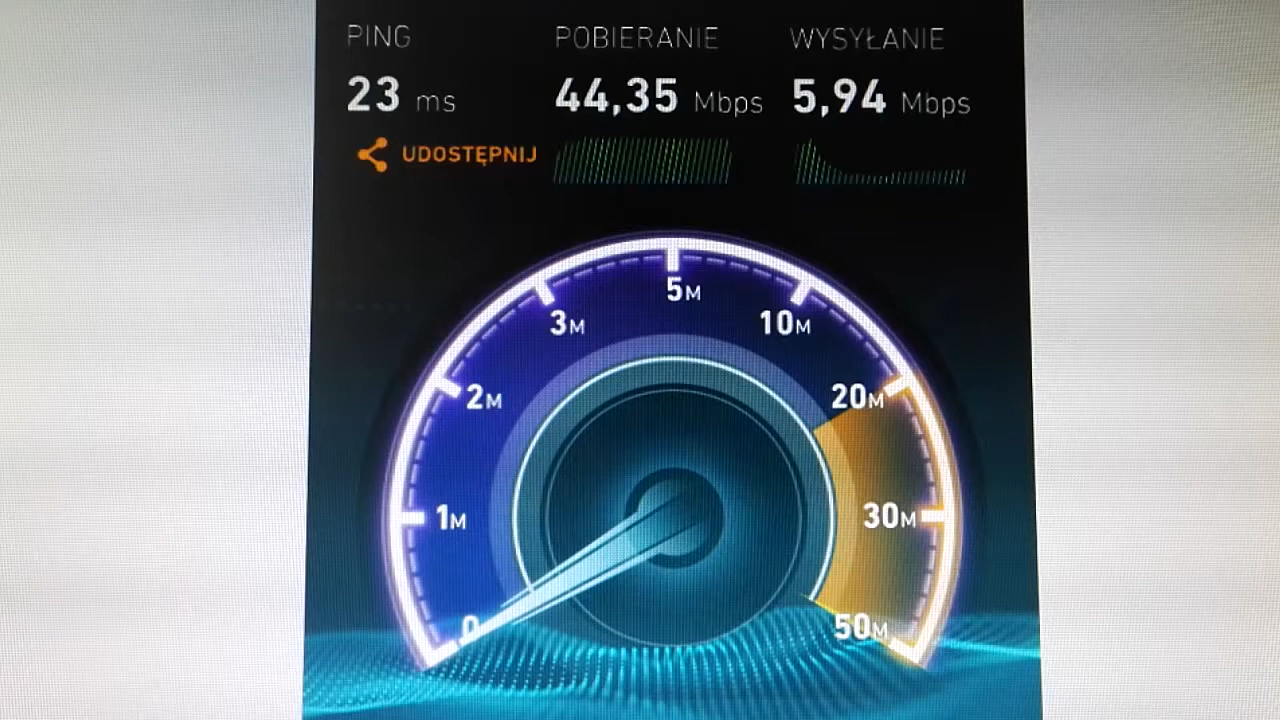 PING POBIERANIE WYSYŁANIE
23 ms 44,35 Mbps 5,94 Mbps
UDOSTĘPNIJ
5M
3M 10M
2M 20M
1M 30M
0 50M